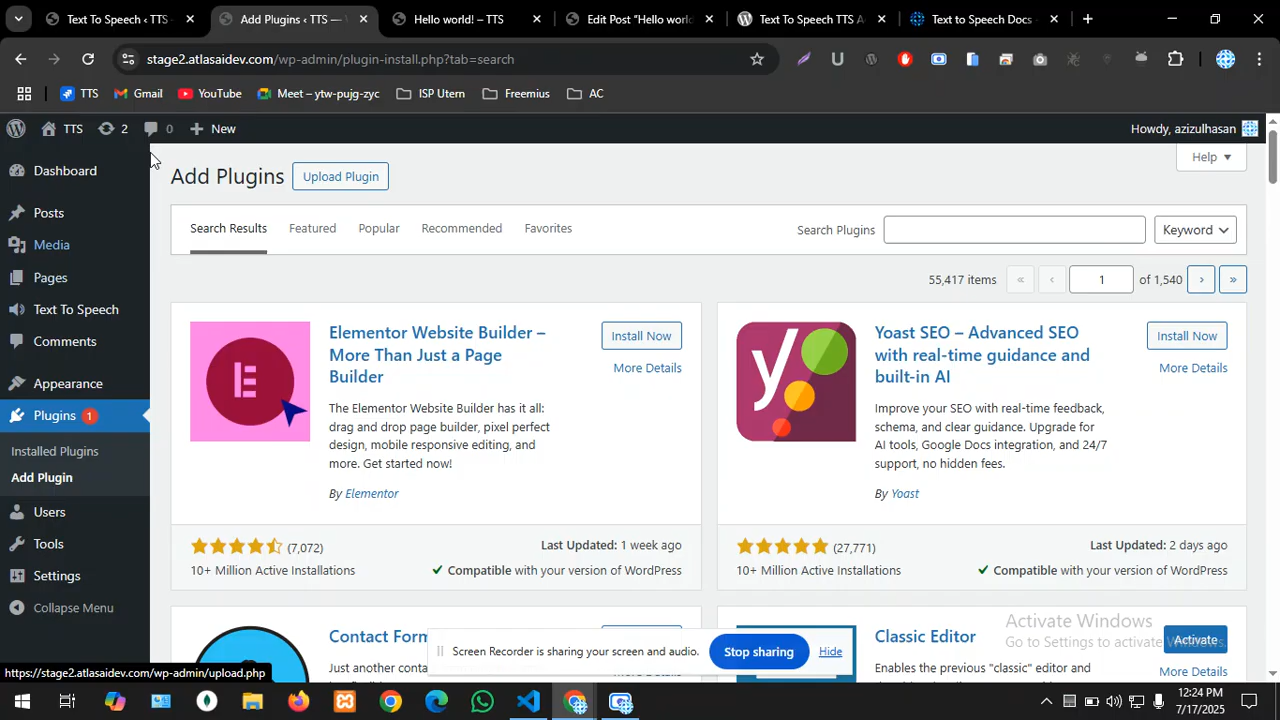 Text To Speech ‹ TTS
Add Plugins ‹ TTS —
Hello world! – TTS
Edit Post "Hello world
Text To Speech TTS A
Text to Speech Docs -
stage2.atlasaidev.com/wp-admin/plugin-install.php?tab=search
TTS
Gmail
YouTube
Meet – ytw-pujg-zyc
ISP Utern
Freemius
AC
TTS
2
0
New
Howdy, azizulhasan
Dashboard
Posts
Media
Pages
Text To Speech
Comments
Appearance
Plugins 1
Installed Plugins
Add Plugin
Users
Tools
Settings
Collapse Menu
Add Plugins
Upload Plugin
Help
Search Results
Featured
Popular
Recommended
Favorites
Search Plugins
Keyword
55,417 items
«
‹
1
of 1,540
›
»
Elementor Website Builder –
More Than Just a Page
Builder
Install Now
More Details
The Elementor Website Builder has it all:
drag and drop page builder, pixel perfect
design, mobile responsive editing, and
more. Get started now!
By Elementor
(7,072)
Last Updated: 1 week ago
10+ Million Active Installations
Compatible with your version of WordPress
Yoast SEO – Advanced SEO
with real-time guidance and
built-in AI
Install Now
More Details
Improve your SEO with real-time feedback,
schema, and clear guidance. Upgrade for
AI tools, Google Docs integration, and 24/7
support, no hidden fees.
By Yoast
(27,771)
Last Updated: 2 days ago
10+ Million Active Installations
Compatible with your version of WordPress
Contact Form
Just another conta
Classic Editor
Activate
More Details
Enables the previous "classic" editor and
Screen Recorder is sharing your screen and audio.
Stop sharing
Hide
Activate Windows
Go to Settings to activate Windows.
https://stage2.atlasaidev.com/wp-admin/upload.php
12:24 PM
7/17/2025